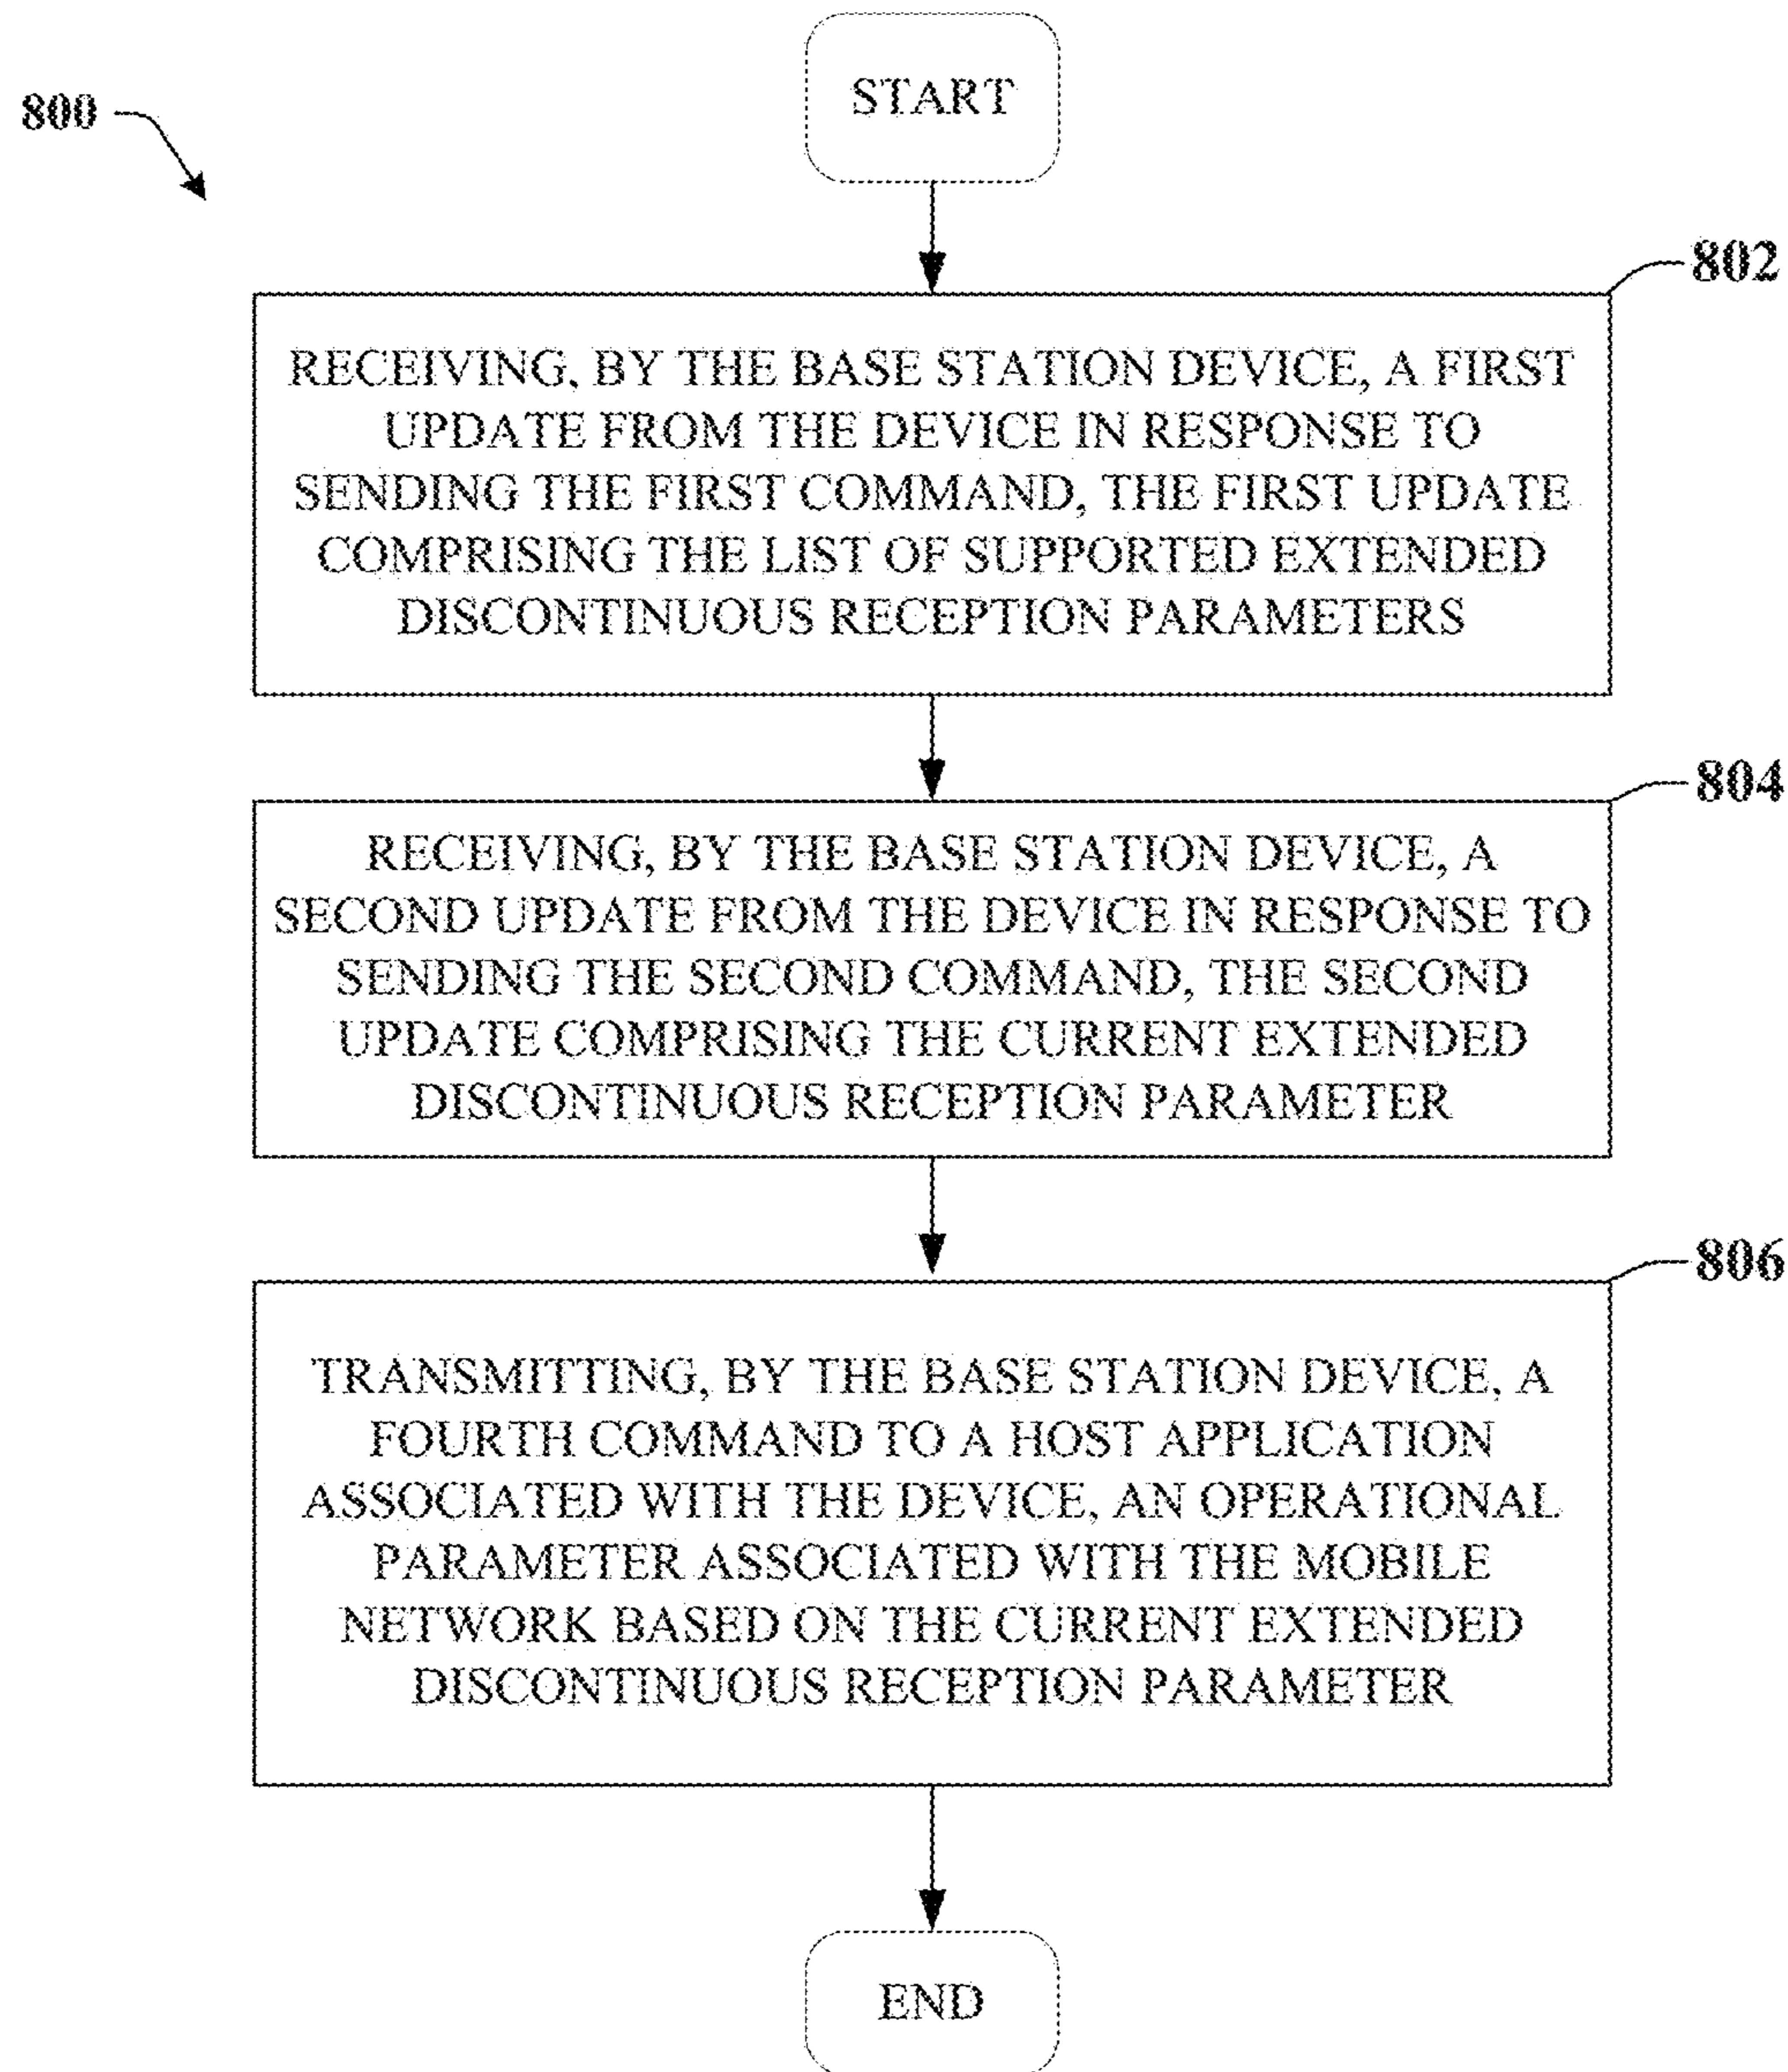 START
800
802
RECEIVING, BY THE BASE STATION DEVICE, A FIRST
UPDATE FROM THE DEVICE IN RESPONSE TO
SENDING THE FIRST COMMAND, THE FIRST UPDATE
COMPRISING THE LIST OF SUPPORTED EXTENDED
DISCONTINUOUS RECEPTION PARAMETERS
804
RECEIVING, BY THE BASE STATION DEVICE, A
SECOND UPDATE FROM THE DEVICE IN RESPONSE TO
SENDING THE SECOND COMMAND, THE SECOND
UPDATE COMPRISING THE CURRENT EXTENDED
DISCONTINUOUS RECEPTION PARAMETER
806
TRANSMITTING, BY THE BASE STATION DEVICE, A
FOURTH COMMAND TO A HOST APPLICATION
ASSOCIATED WITH THE DEVICE, AN OPERATIONAL
PARAMETER ASSOCIATED WITH THE MOBILE
NETWORK BASED ON THE CURRENT EXTENDED
DISCONTINUOUS RECEPTION PARAMETER
END